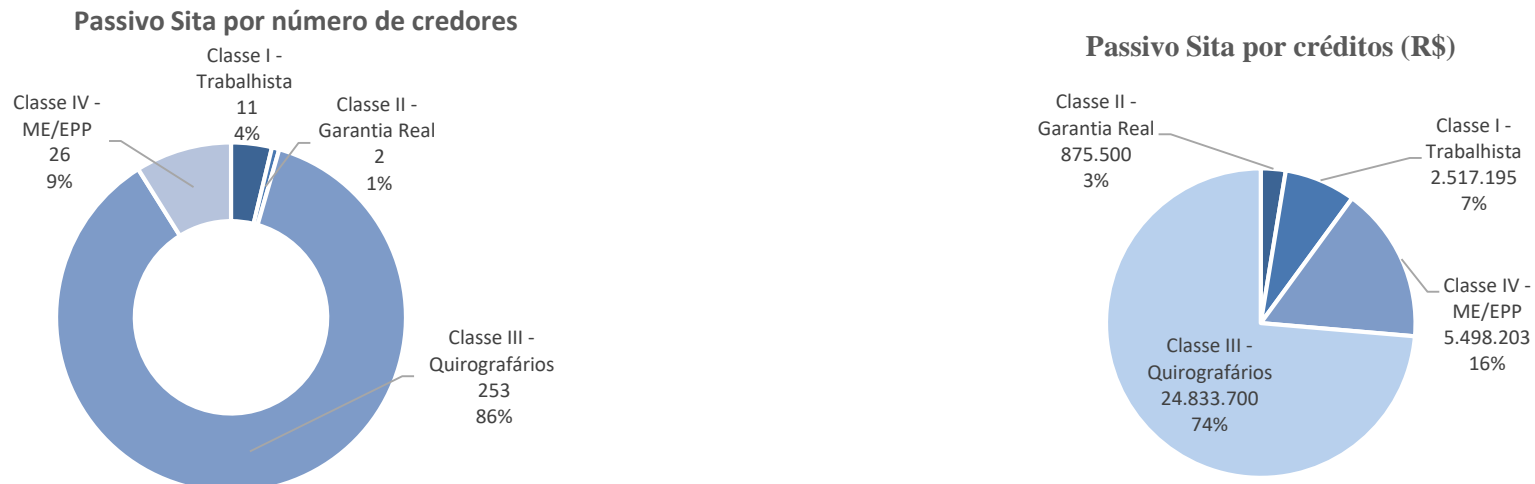 Passivo Sita por número de credores
Classe I -
Trabalhista
11
4%
Classe II -
Garantia Real
2
1%
Classe IV -
ME/EPP
26
9%
Classe III -
Quirografários
253
86%
Passivo Sita por créditos (R$)
Classe II -
Garantia Real
875.500
3%
Classe I -
Trabalhista
2.517.195
7%
Classe IV -
ME/EPP
5.498.203
16%
Classe III -
Quirografários
24.833.700
74%